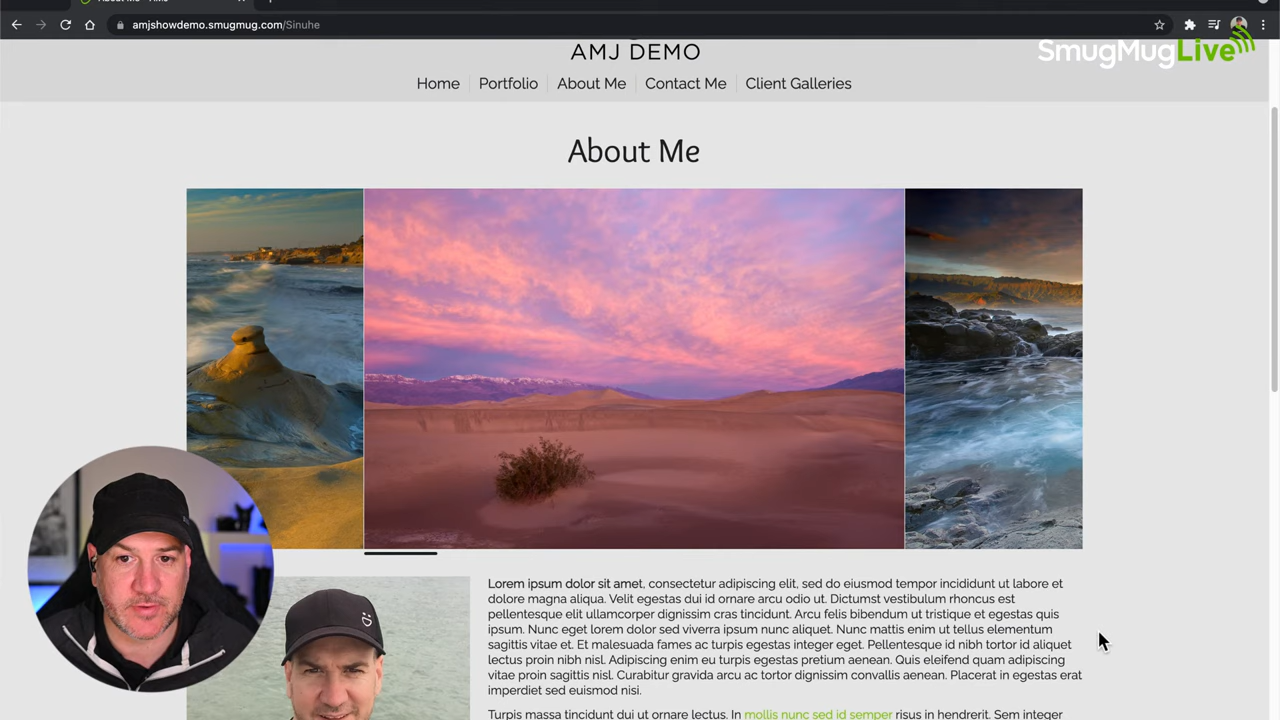 amjshowdemo.smugmug.com/Sinuhe
SmugMugLive
AMJ DEMO
Home
Portfolio
About Me
Contact Me
Client Galleries
About Me
Lorem ipsum dolor sit amet, consectetur adipiscing elit, sed do eiusmod tempor incididunt ut labore et
dolore magna aliqua. Velit egestas dui id ornare arcu odio ut. Dictumst vestibulum rhoncus est
pellentesque elit ullamcorper dignissim cras tincidunt. Arcu felis bibendum ut tristique et egestas quis
ipsum. Nunc eget lorem dolor sed viverra ipsum nunc aliquet. Nunc mattis enim ut tellus elementum
sagittis vitae et. Et malesuada fames ac turpis egestas integer eget. Pellentesque id nibh tortor id aliquet
lectus proin nibh nisl. Adipiscing enim eu turpis egestas pretium aenean. Quis eleifend quam adipiscing
vitae proin sagittis nisl. Curabitur gravida arcu ac tortor dignissim convallis aenean. Placerat in egestas erat
imperdiet sed euismod nisi.
Turpis massa tincidunt dui ut ornare lectus. In mollis nunc sed id semper risus in hendrerit. Sem integer